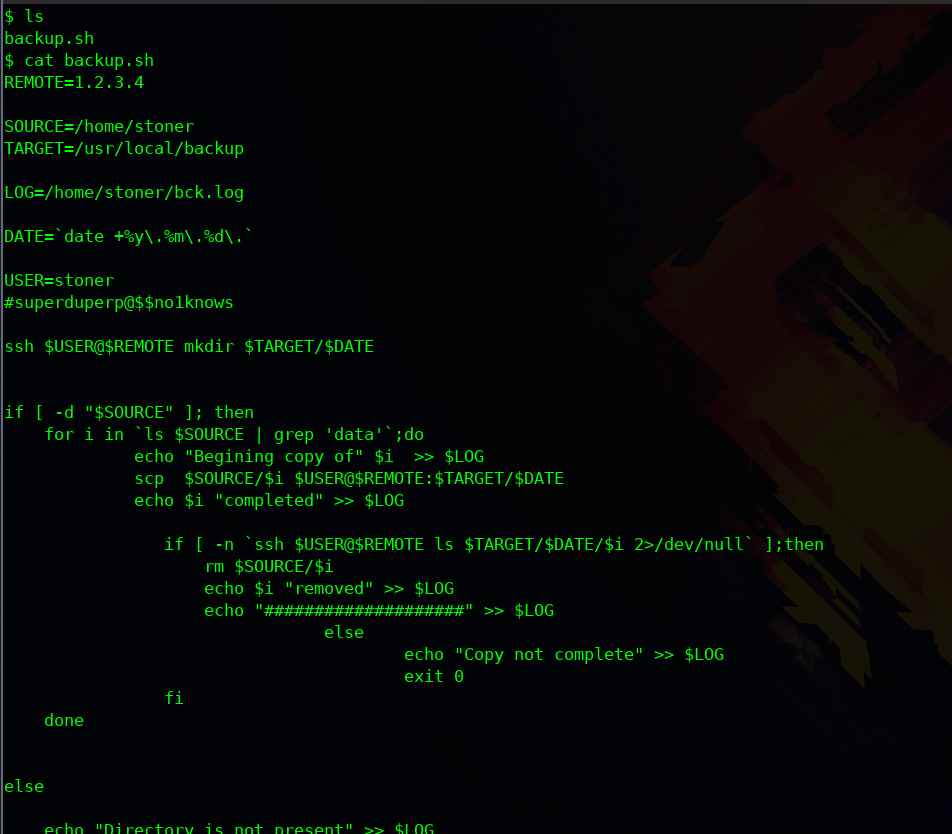 $ ls
backup.sh
$ cat backup.sh
REMOTE=1.2.3.4
SOURCE=/home/stoner
TARGET=/usr/local/backup
LOG=/home/stoner/bck.log
DATE=`date +%y\.%m\.%d\.`
USER=stoner
#superduperp@$$no1knows
ssh $USER@$REMOTE mkdir $TARGET/$DATE
if [ -d "$SOURCE" ]; then
    for i in `ls $SOURCE | grep 'data'`;do
             echo "Begining copy of" $i  >> $LOG
             scp  $SOURCE/$i $USER@$REMOTE:$TARGET/$DATE
             echo $i "completed" >> $LOG
                if [ -n `ssh $USER@$REMOTE ls $TARGET/$DATE/$i 2>/dev/null` ];then
                    rm $SOURCE/$i
                    echo $i "removed" >> $LOG
                    echo "####################" >> $LOG
                                else
                                        echo "Copy not complete" >> $LOG
                                        exit 0
                fi
    done
else
    echo "Directory is not present" >> $LOG